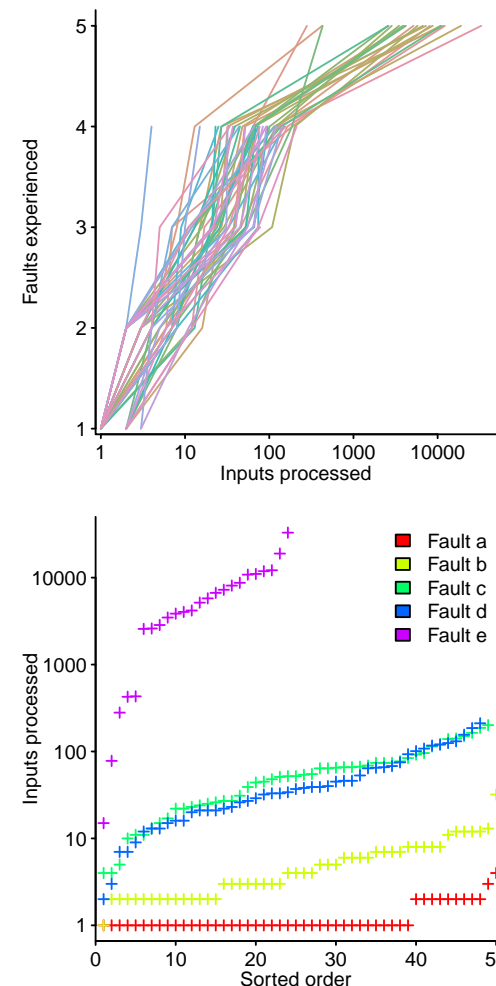 5
4
3
2
1
Faults experienced
1 10 100 1000 10000
Inputs processed
Fault a
Fault b
Fault c
Fault d
Fault e
10000
1000
100
10
1
Inputs processed
0 10 20 30 40
Sorted order